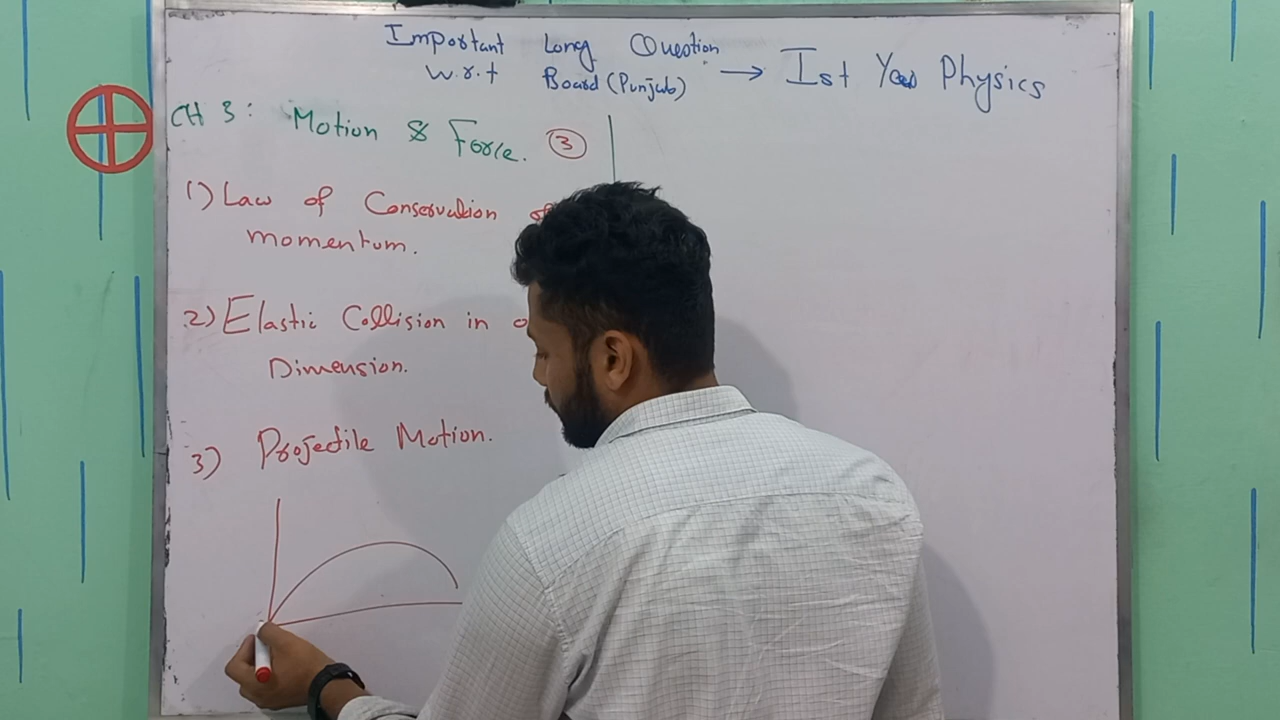 Important Long Question
w.r.t Board (Punjab) → Ist Year Physics
CH 3: Motion & Force. 3
1) Law of Conservation of
momentum.
2) Elastic Collision in
Dimension.
3) Projectile Motion.